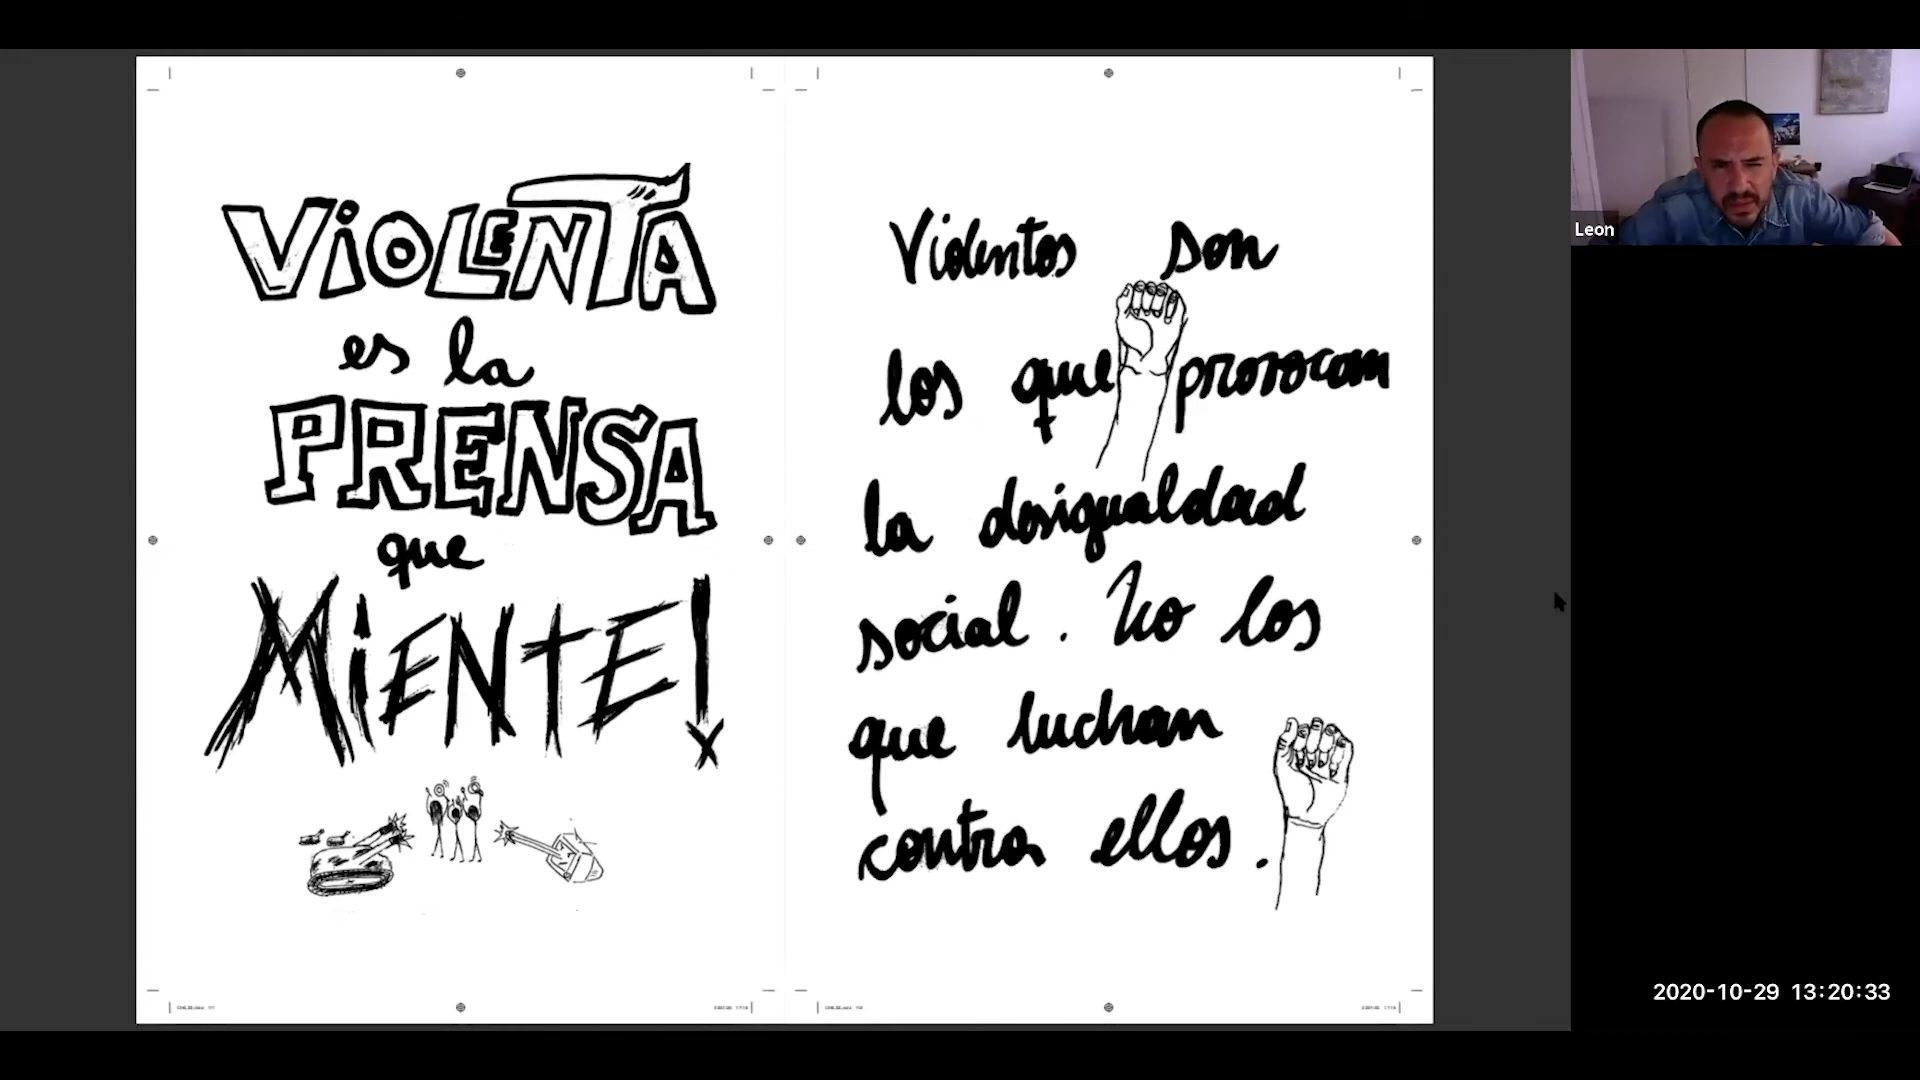 VIOLENTA
es la
PRENSA
que
MiENTE!
Violentos son
los que provocan
la desigualdad
social. No los
que luchan
contra ellos.
Leon
2020-10-29 13:20:33